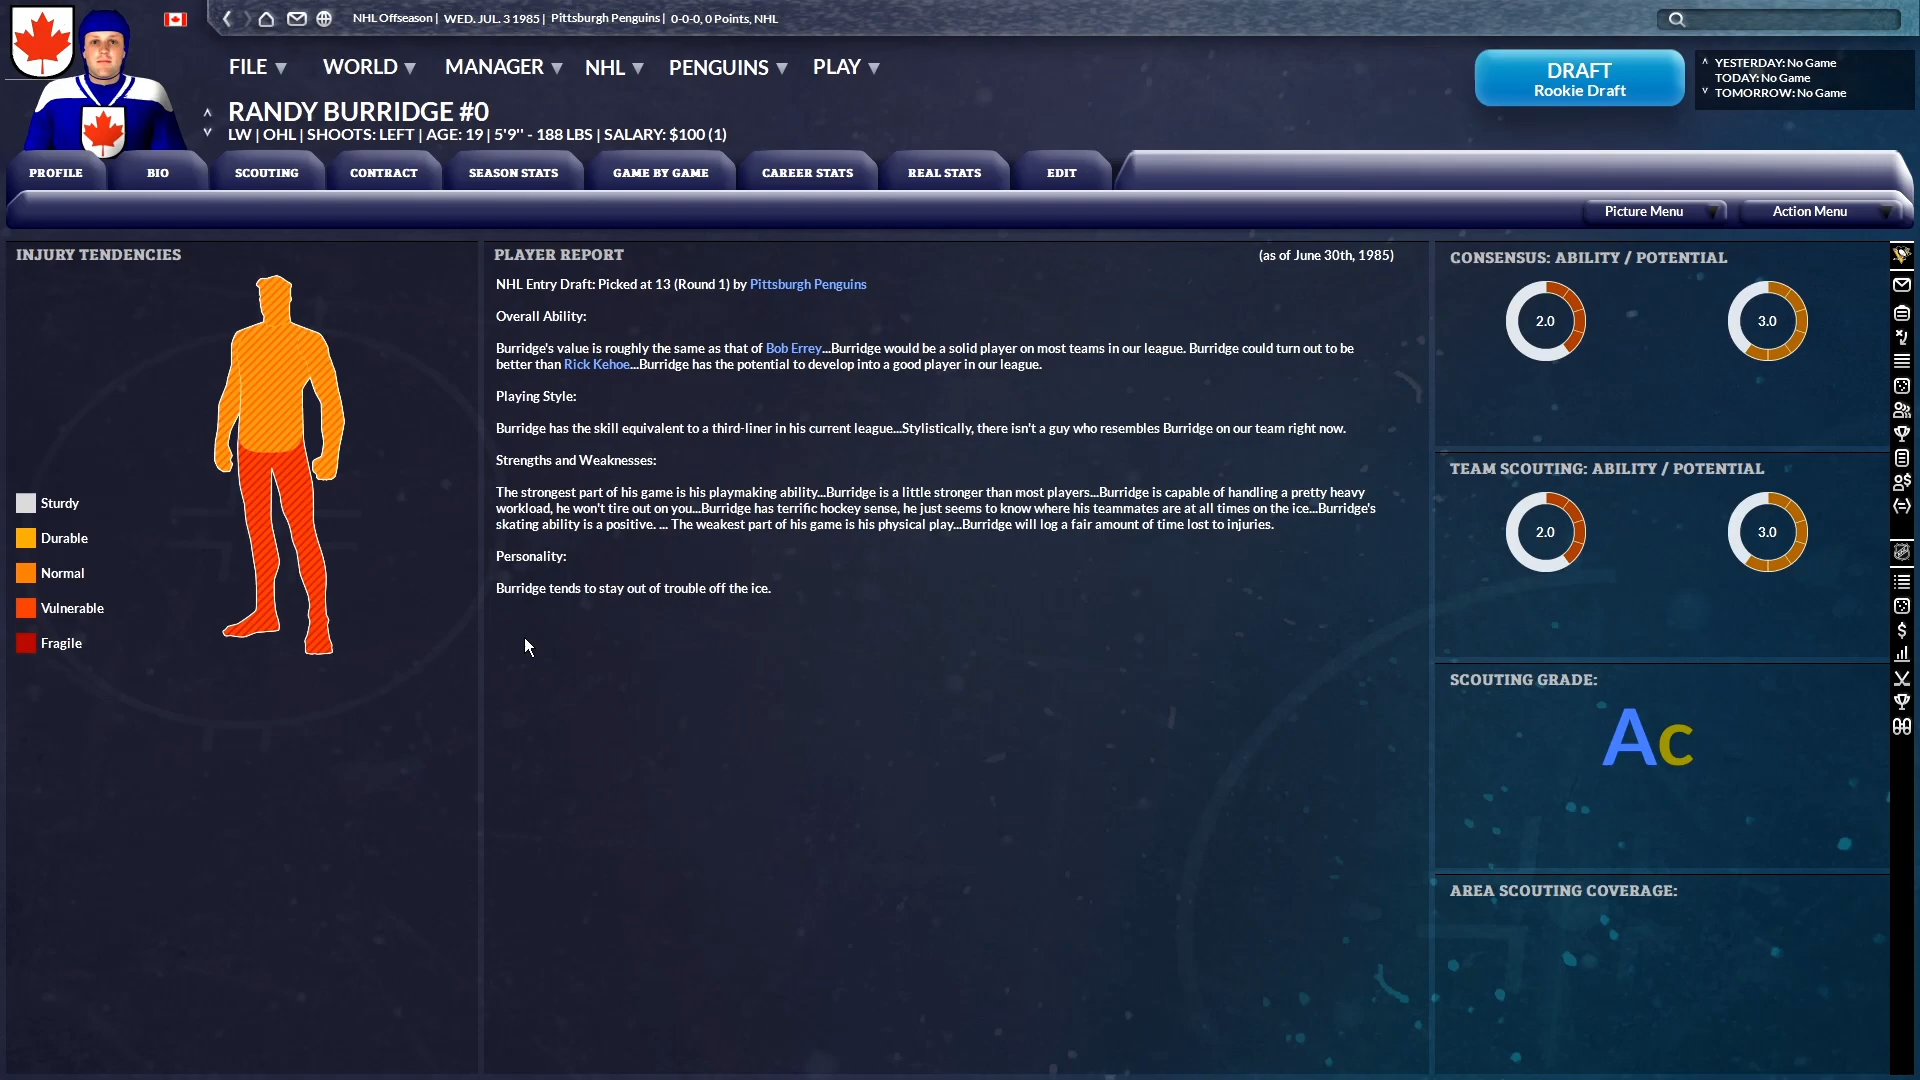 NHL Offseason | WED. JUL. 3 1985 | Pittsburgh Penguins | 0-0-0, 0 Points, NHL
FILE WORLD MANAGER NHL PENGUINS PLAY
DRAFT
Rookie Draft
YESTERDAY: No Game
TODAY: No Game
TOMORROW: No Game
RANDY BURRIDGE #0
LW | OHL | SHOOTS: LEFT | AGE: 19 | 5'9" - 188 LBS | SALARY: $100 (1)
PROFILE BIO SCOUTING CONTRACT SEASON STATS GAME BY GAME CAREER STATS REAL STATS EDIT
Picture Menu Action Menu
INJURY TENDENCIES
Sturdy
Durable
Normal
Vulnerable
Fragile
PLAYER REPORT (as of June 30th, 1985)
NHL Entry Draft: Picked at 13 (Round 1) by Pittsburgh Penguins
Overall Ability:
Burridge's value is roughly the same as that of Bob Errey...Burridge would be a solid player on most teams in our league. Burridge could turn out to be
better than Rick Kehoe...Burridge has the potential to develop into a good player in our league.
Playing Style:
Burridge has the skill equivalent to a third-liner in his current league...Stylistically, there isn't a guy who resembles Burridge on our team right now.
Strengths and Weaknesses:
The strongest part of his game is his playmaking ability...Burridge is a little stronger than most players...Burridge is capable of handling a pretty heavy
workload, he won't tire out on you...Burridge has terrific hockey sense, he just seems to know where his teammates are at all times on the ice...Burridge's
skating ability is a positive. ... The weakest part of his game is his physical play...Burridge will log a fair amount of time lost to injuries.
Personality:
Burridge tends to stay out of trouble off the ice.
CONSENSUS: ABILITY / POTENTIAL
2.0 3.0
TEAM SCOUTING: ABILITY / POTENTIAL
2.0 3.0
SCOUTING GRADE:
Ac
AREA SCOUTING COVERAGE: